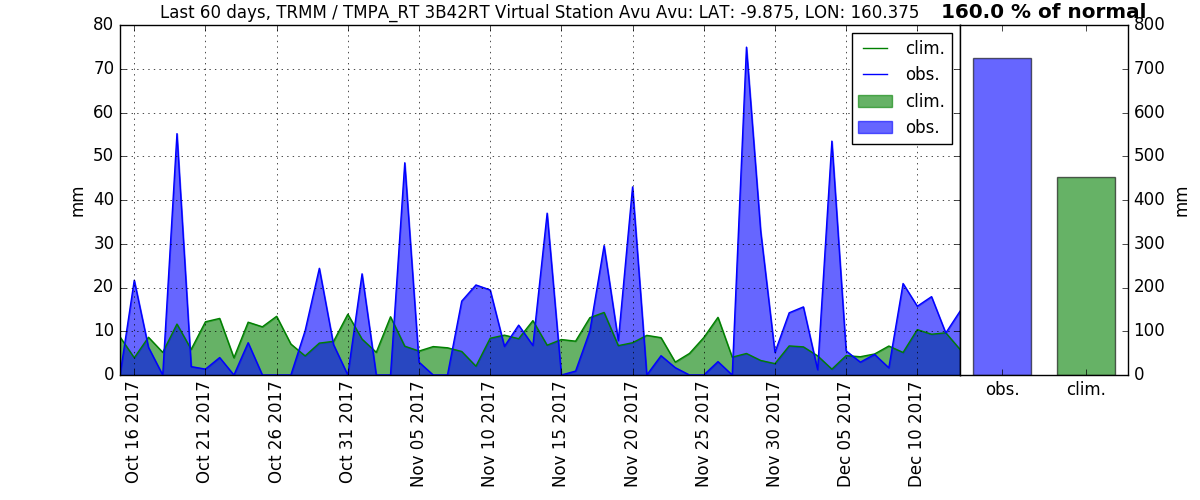 Last 60 days, TRMM / TMPA_RT 3B42RT Virtual Station Avu Avu: LAT: -9.875, LON: 160.375
160.0 % of normal
80
70
60
50
40
30
20
10
0
mm
clim.
obs.
clim.
obs.
800
700
600
500
400
300
200
100
0
mm
obs.
clim.
Oct 16 2017
Oct 21 2017
Oct 26 2017
Oct 31 2017
Nov 05 2017
Nov 10 2017
Nov 15 2017
Nov 20 2017
Nov 25 2017
Nov 30 2017
Dec 05 2017
Dec 10 2017